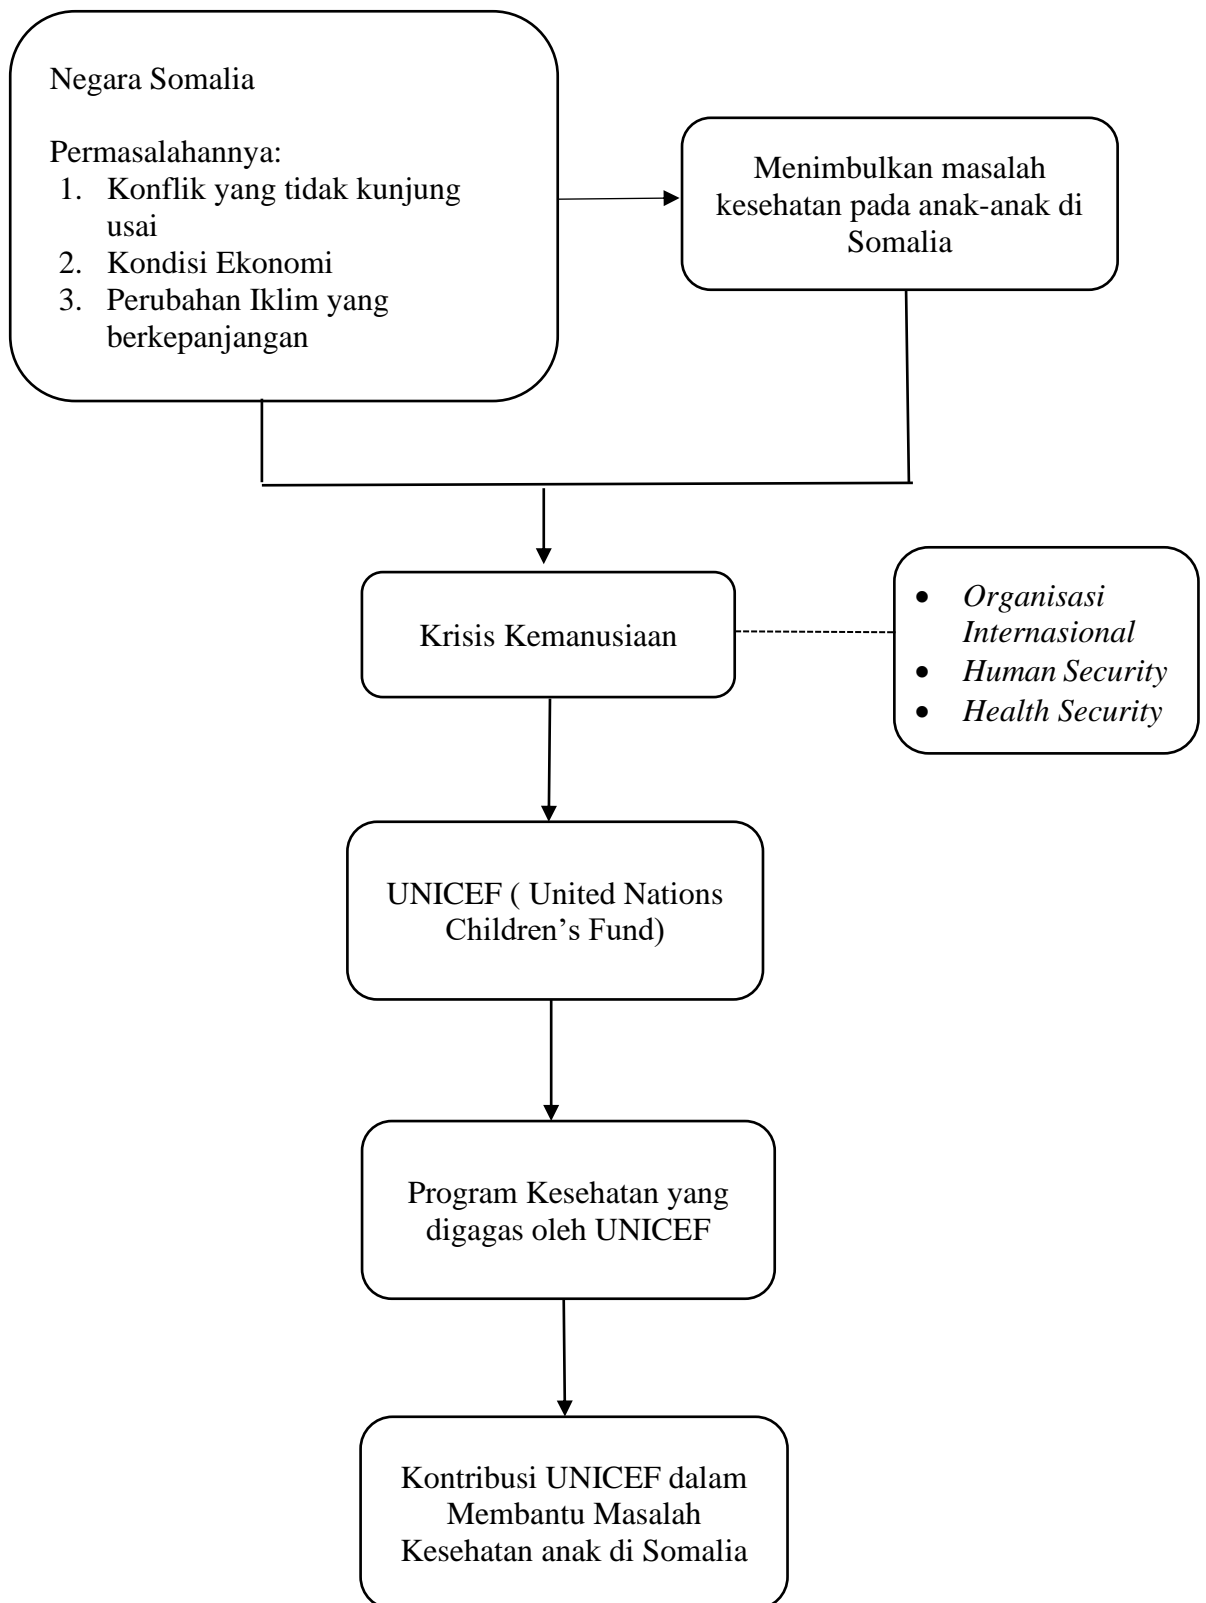 Negara Somalia
Permasalahannya:
1. Konflik yang tidak kunjung
usai
2. Kondisi Ekonomi
3. Perubahan Iklim yang
berkepanjangan
Menimbulkan masalah
kesehatan pada anak-anak di
Somalia
Krisis Kemanusiaan
• Organisasi
Internasional
• Human Security
• Health Security
UNICEF ( United Nations
Children’s Fund)
Program Kesehatan yang
digagas oleh UNICEF
Kontribusi UNICEF dalam
Membantu Masalah
Kesehatan anak di Somalia